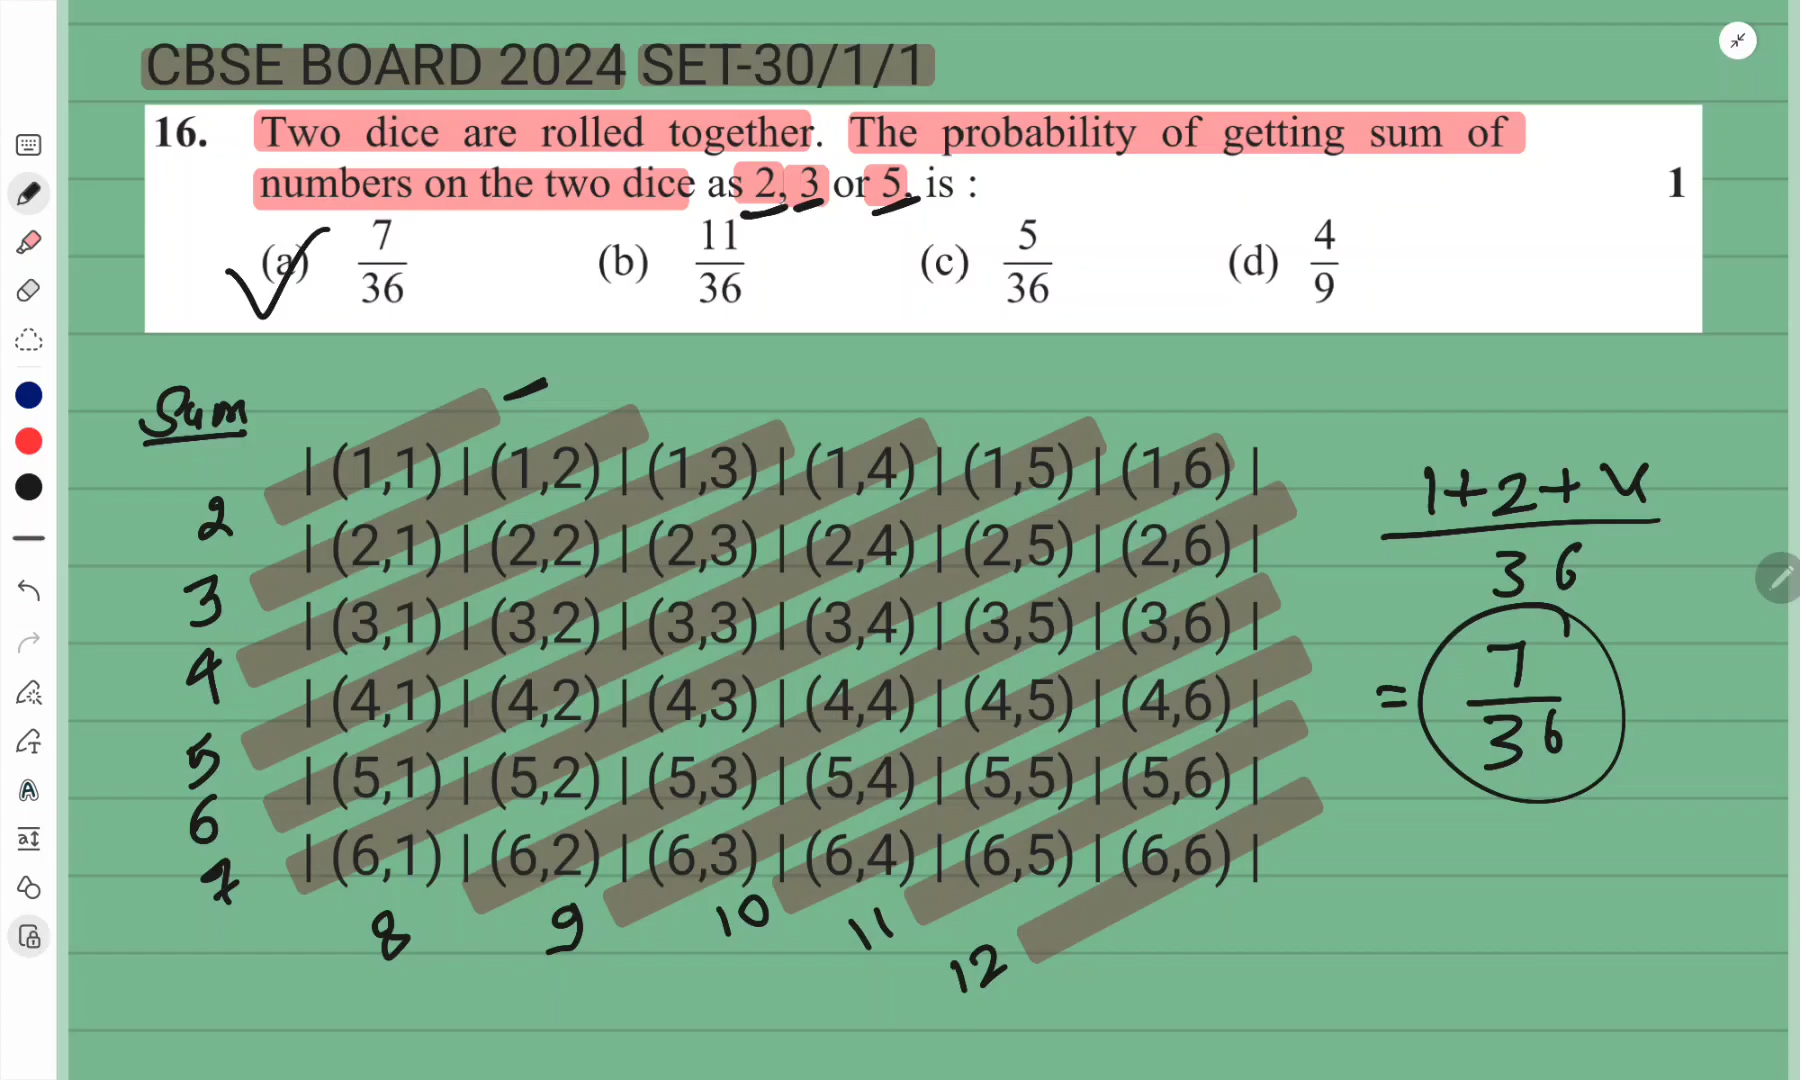 CBSE BOARD 2024 SET-30/1/1
16. Two dice are rolled together. The probability of getting sum of
numbers on the two dice as 2, 3 or 5, is : 1
(a) 7/36 (b) 11/36 (c) 5/36 (d) 4/9
Sum
| (1,1) | (1,2) | (1,3) | (1,4) | (1,5) | (1,6) |
2
| (2,1) | (2,2) | (2,3) | (2,4) | (2,5) | (2,6) |
3
| (3,1) | (3,2) | (3,3) | (3,4) | (3,5) | (3,6) |
4
| (4,1) | (4,2) | (4,3) | (4,4) | (4,5) | (4,6) |
5
| (5,1) | (5,2) | (5,3) | (5,4) | (5,5) | (5,6) |
6
| (6,1) | (6,2) | (6,3) | (6,4) | (6,5) | (6,6) |
7
8 9 10 11 12
1+2+4
36
= 7/36